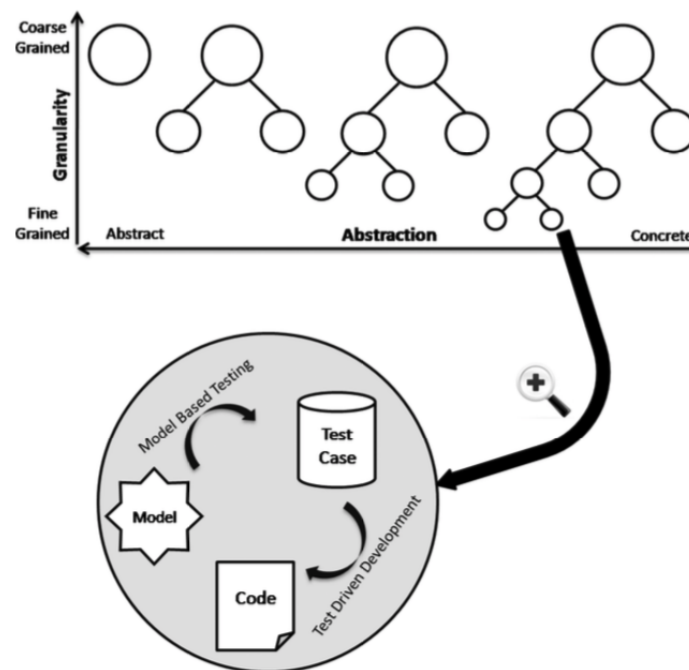 Coarse
Grained
Granularity
Fine
Grained
Abstract
Abstraction
Concrete
Model Based Testing
Test
Case
Model
Code
Test Driven Development